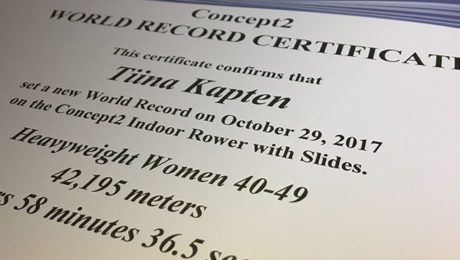 Concept2
WORLD RECORD CERTIFICATE
This certificate confirms that
Tiina Kapten
set a new World Record on October 29, 2017
on the Concept2 Indoor Rower with Slides.
Heavyweight Women 40-49
42,195 meters
58 minutes 36.5